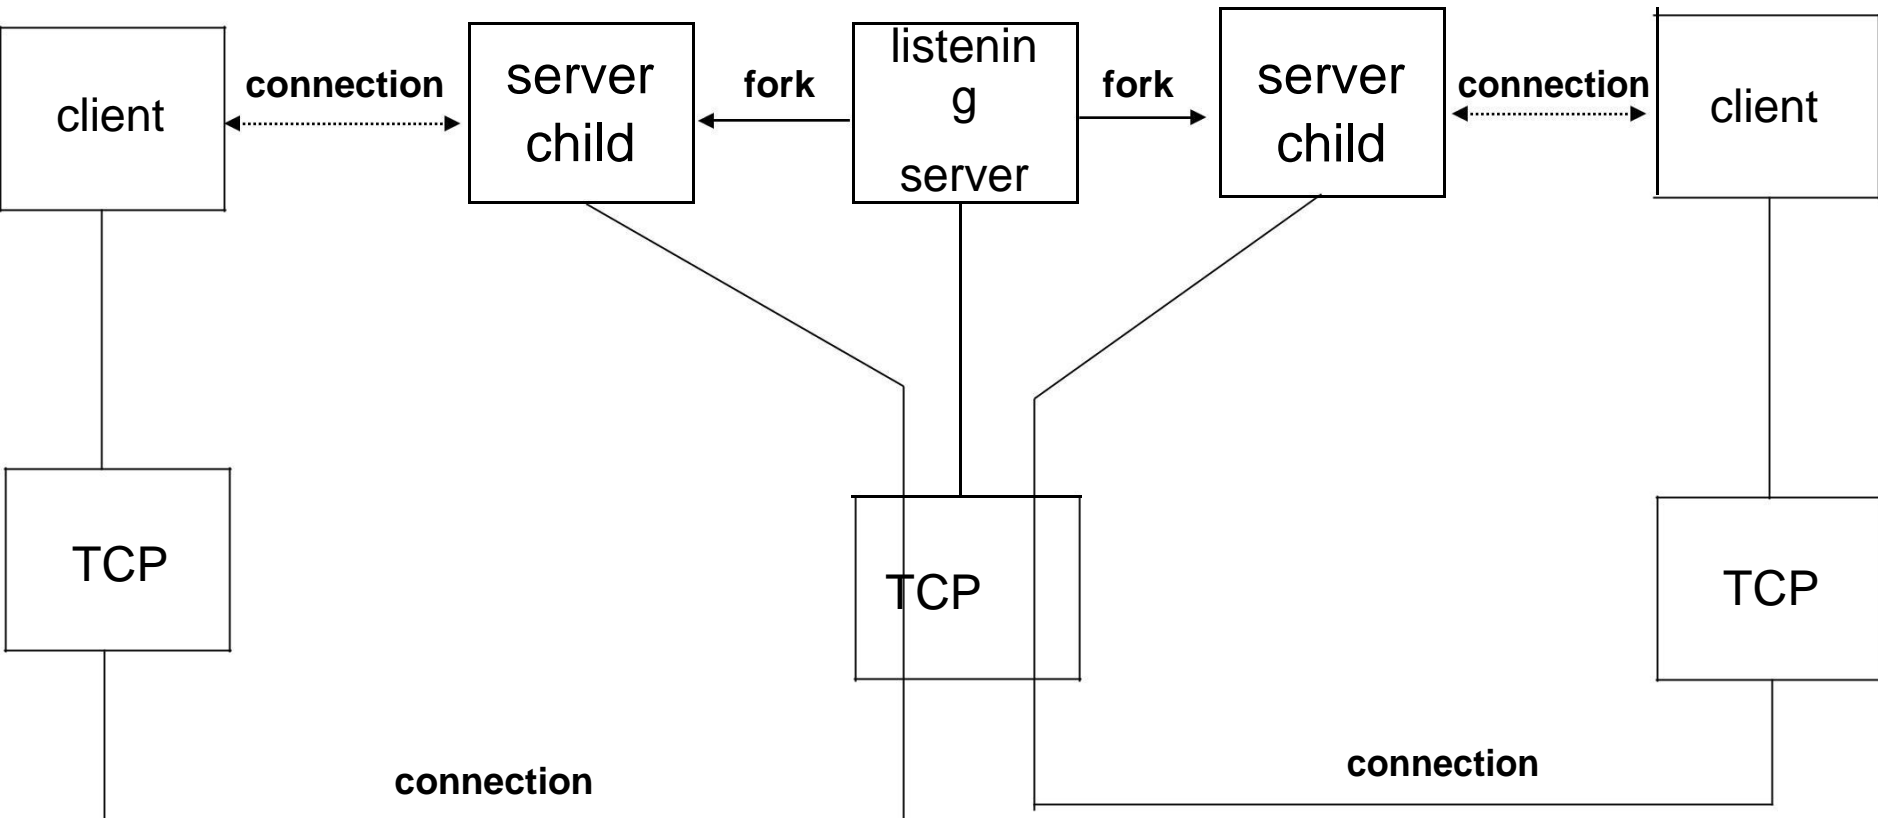 client
connection
server
child
fork
listenin
g
server
fork
server
child
connection
client
TCP
TCP
TCP
connection
connection